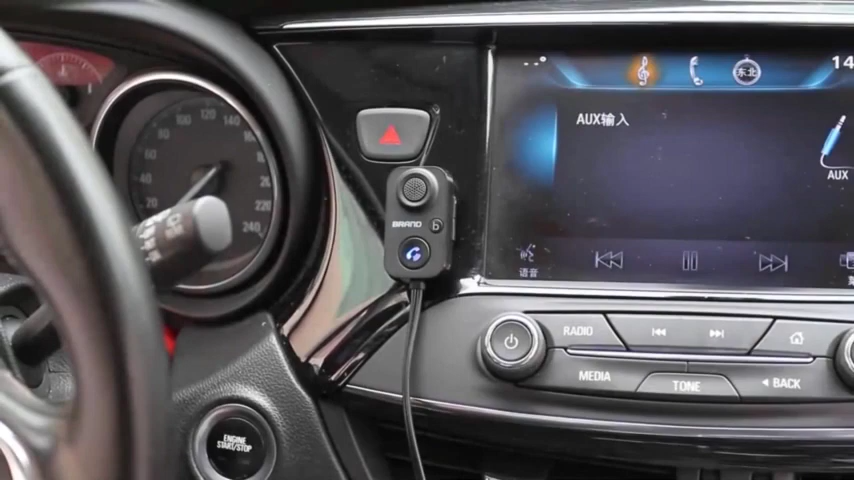 14
东北
AUX输入
AUX
语音
BRAND
RADIO
MEDIA
TONE
BACK
ENGINE
START/STOP
20
40
60
80
100
120
140
220
240